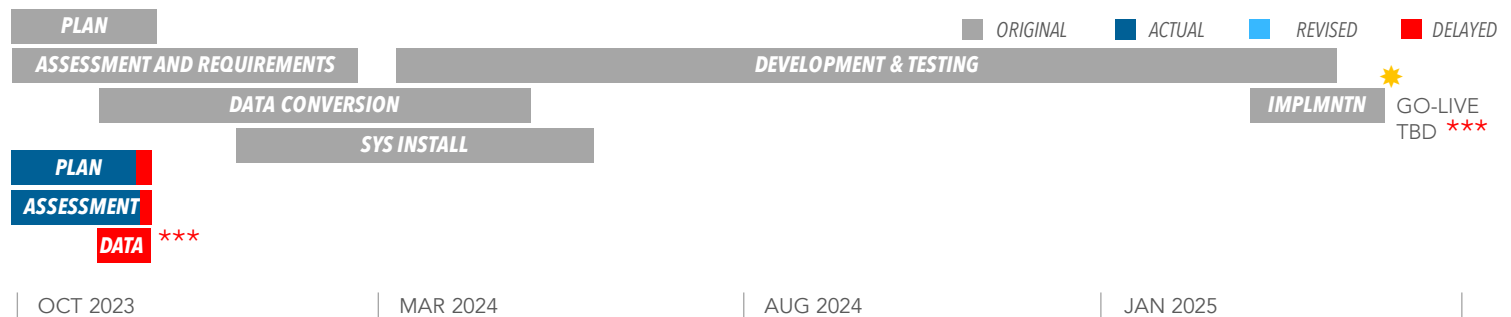 PLAN
ORIGINAL ACTUAL REVISED DELAYED
ASSESSMENT AND REQUIREMENTS DEVELOPMENT & TESTING
DATA CONVERSION IMPLMNTN GO-LIVE
TBD ***
SYS INSTALL
PLAN
ASSESSMENT
DATA ***
OCT 2023 MAR 2024 AUG 2024 JAN 2025